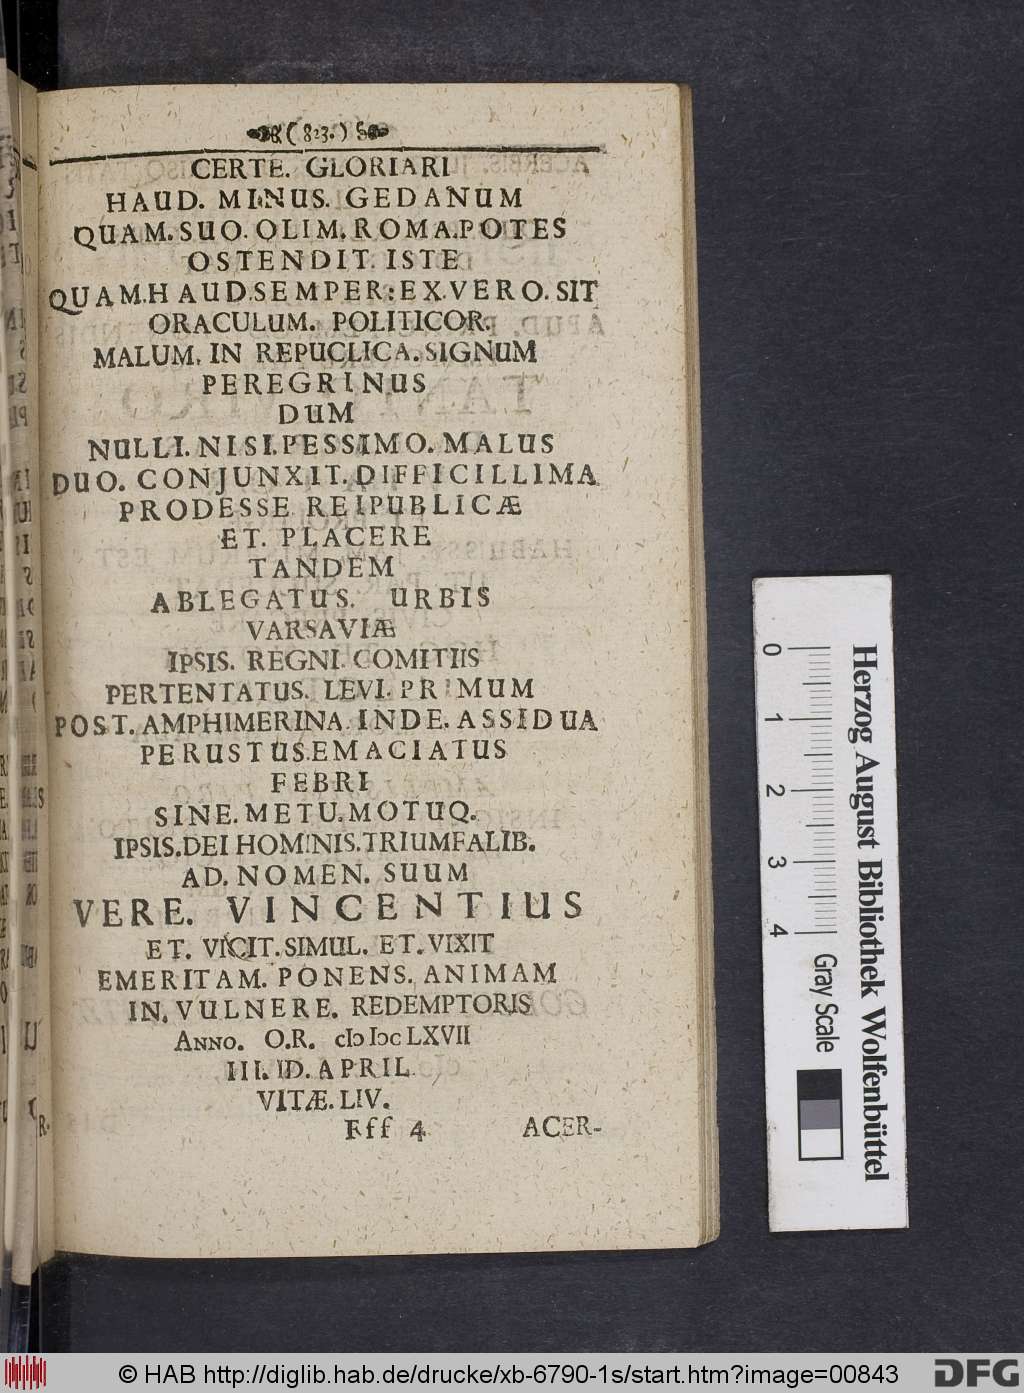 ( 823. )
CERTE. GLORIARI
HAUD. MINUS. GEDANUM
QUAM. SUO. OLIM. ROMA. POTES
OSTENDIT. ISTE
QUAM. HAUD. SEMPER: EX. VERO. SIT
ORACULUM. POLITICOR.
MALUM. IN REPUCLICA. SIGNUM
PEREGRINUS
DUM
NULLI. NISI. PESSIMO. MALUS
DUO. CONJUNXIT. DIFFICILLIMA
PRODESSE REIPUBLICÆ
ET. PLACERE
TANDEM
ABLEGATUS. URBIS
VARSAVIÆ
IPSIS. REGNI. COMITIIS
PERTENTATUS. LEVI. PRIMUM
POST. AMPHIMERINA. INDE. ASSIDUA
PERUSTUS. EMACIATUS
FEBRI
SINE. METU. MOTUQ.
IPSIS. DEI HOMINIS. TRIUMFALIB.
AD. NOMEN. SUUM
VERE. VINCENTIUS
ET. VICIT. SIMUL. ET. VIXIT
EMERITAM. PONENS. ANIMAM
IN. VULNERE. REDEMPTORIS
ANNO. O.R. cIↄ Iↄc LXVII
III. ID. APRIL
VITÆ. LIV.
Fff 4 ACER-
0 1 2 3 4
Gray Scale
Herzog August Bibliothek Wolfenbüttel
© HAB http://diglib.hab.de/drucke/xb-6790-1s/start.htm?image=00843
DFG